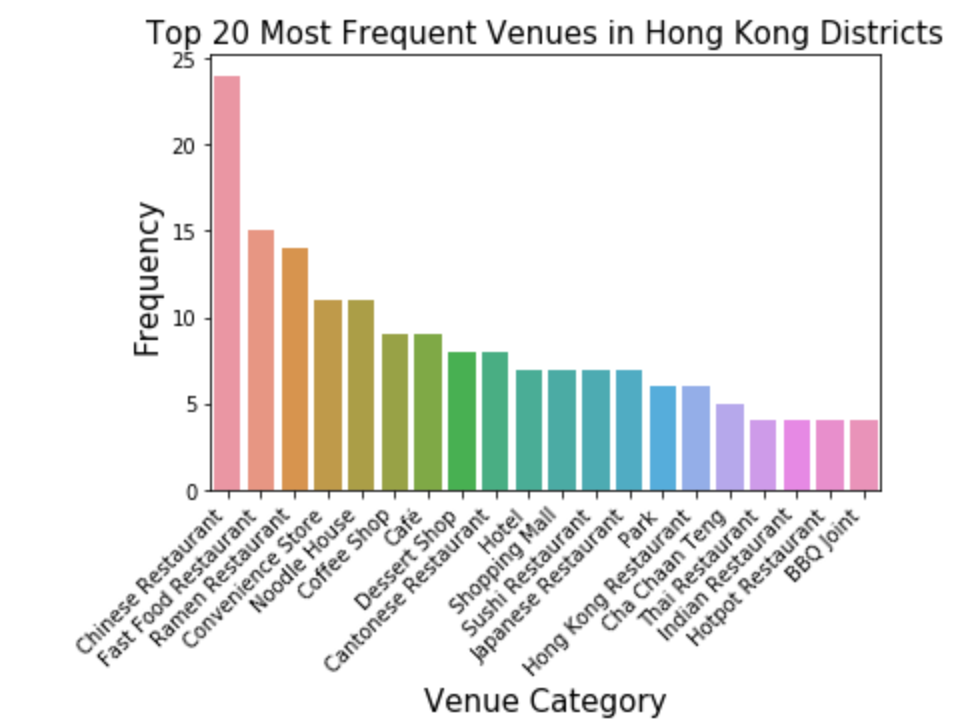 Top 20 Most Frequent Venues in Hong Kong Districts
25
20
15
10
5
0
Frequency
Chinese Restaurant
Fast Food Restaurant
Ramen Restaurant
Convenience Store
Noodle House
Coffee Shop
Café
Dessert Shop
Cantonese Restaurant
Hotel
Shopping Mall
Sushi Restaurant
Japanese Restaurant
Park
Hong Kong Restaurant
Cha Chaan Teng
Thai Restaurant
Indian Restaurant
Hotpot Restaurant
BBQ Joint
Venue Category